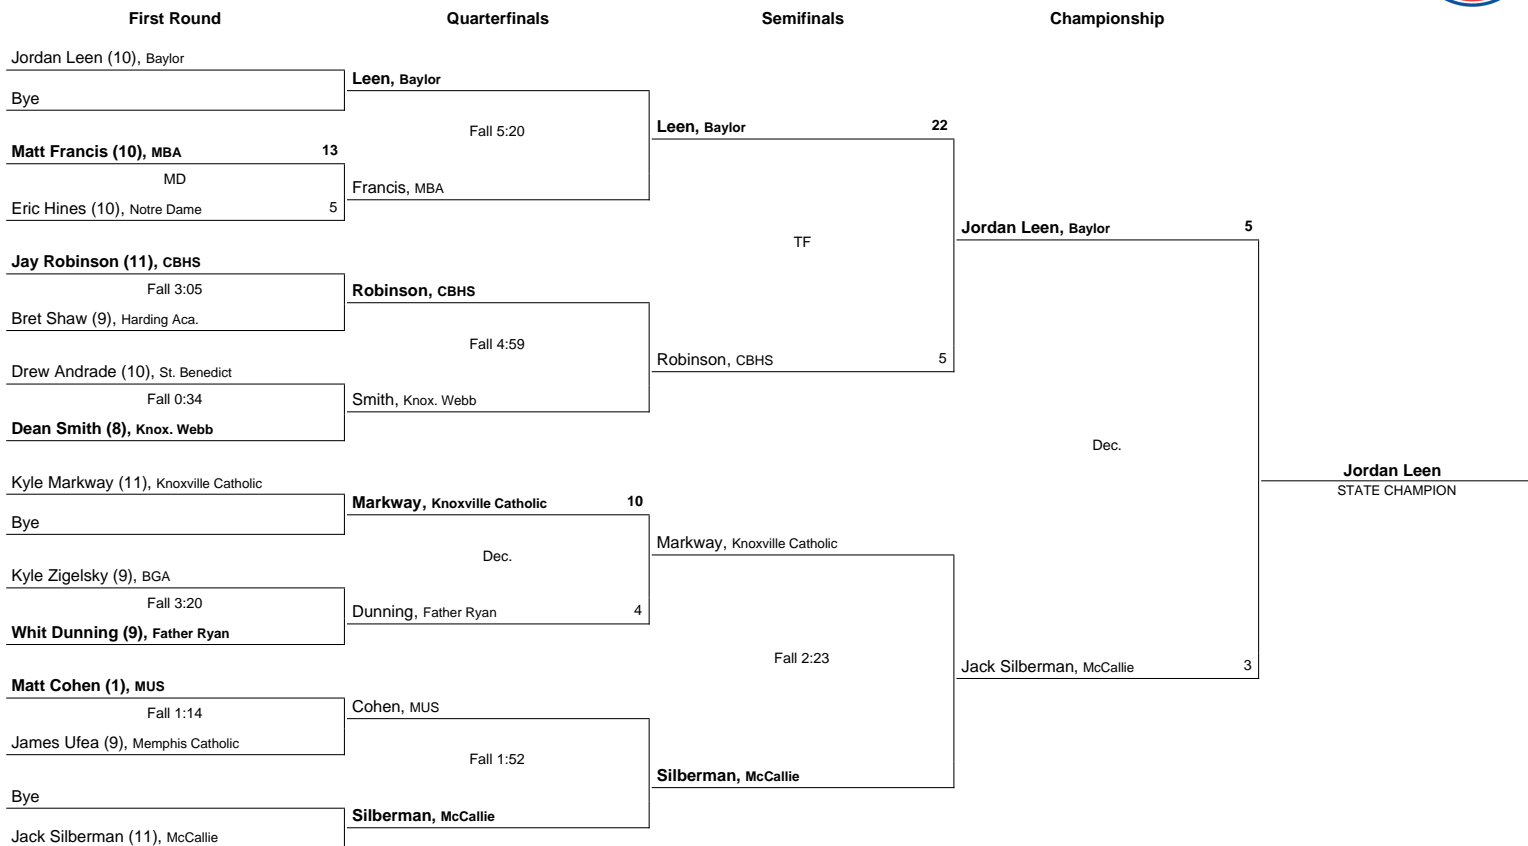 First Round Quarterfinals Semifinals Championship
Jordan Leen (10), Baylor
Bye
Matt Francis (10), MBA 13
MD
Eric Hines (10), Notre Dame 5
Jay Robinson (11), CBHS
Fall 3:05
Bret Shaw (9), Harding Aca.
Drew Andrade (10), St. Benedict
Fall 0:34
Dean Smith (8), Knox. Webb
Kyle Markway (11), Knoxville Catholic
Bye
Kyle Zigelsky (9), BGA
Fall 3:20
Whit Dunning (9), Father Ryan
Matt Cohen (1), MUS
Fall 1:14
James Ufea (9), Memphis Catholic
Bye
Jack Silberman (11), McCallie
Leen, Baylor
Fall 5:20
Francis, MBA
Robinson, CBHS
Fall 4:59
Smith, Knox. Webb
Markway, Knoxville Catholic 10
Dec.
Dunning, Father Ryan 4
Cohen, MUS
Fall 1:52
Silberman, McCallie
Leen, Baylor 22
TF
Robinson, CBHS 5
Markway, Knoxville Catholic
Fall 2:23
Silberman, McCallie
Jordan Leen, Baylor 5
Dec.
Jack Silberman, McCallie 3
Jordan Leen
STATE CHAMPION